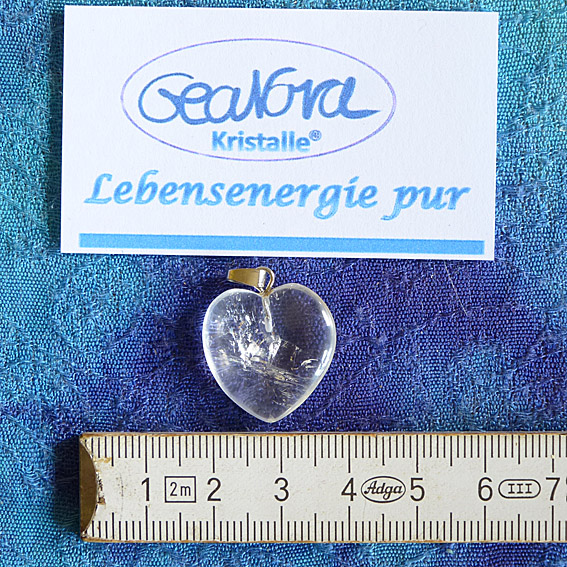 GeaNova
Kristalle®
Lebensenergie pur
1 2m 2 3 4 Adga 5 6 III 7